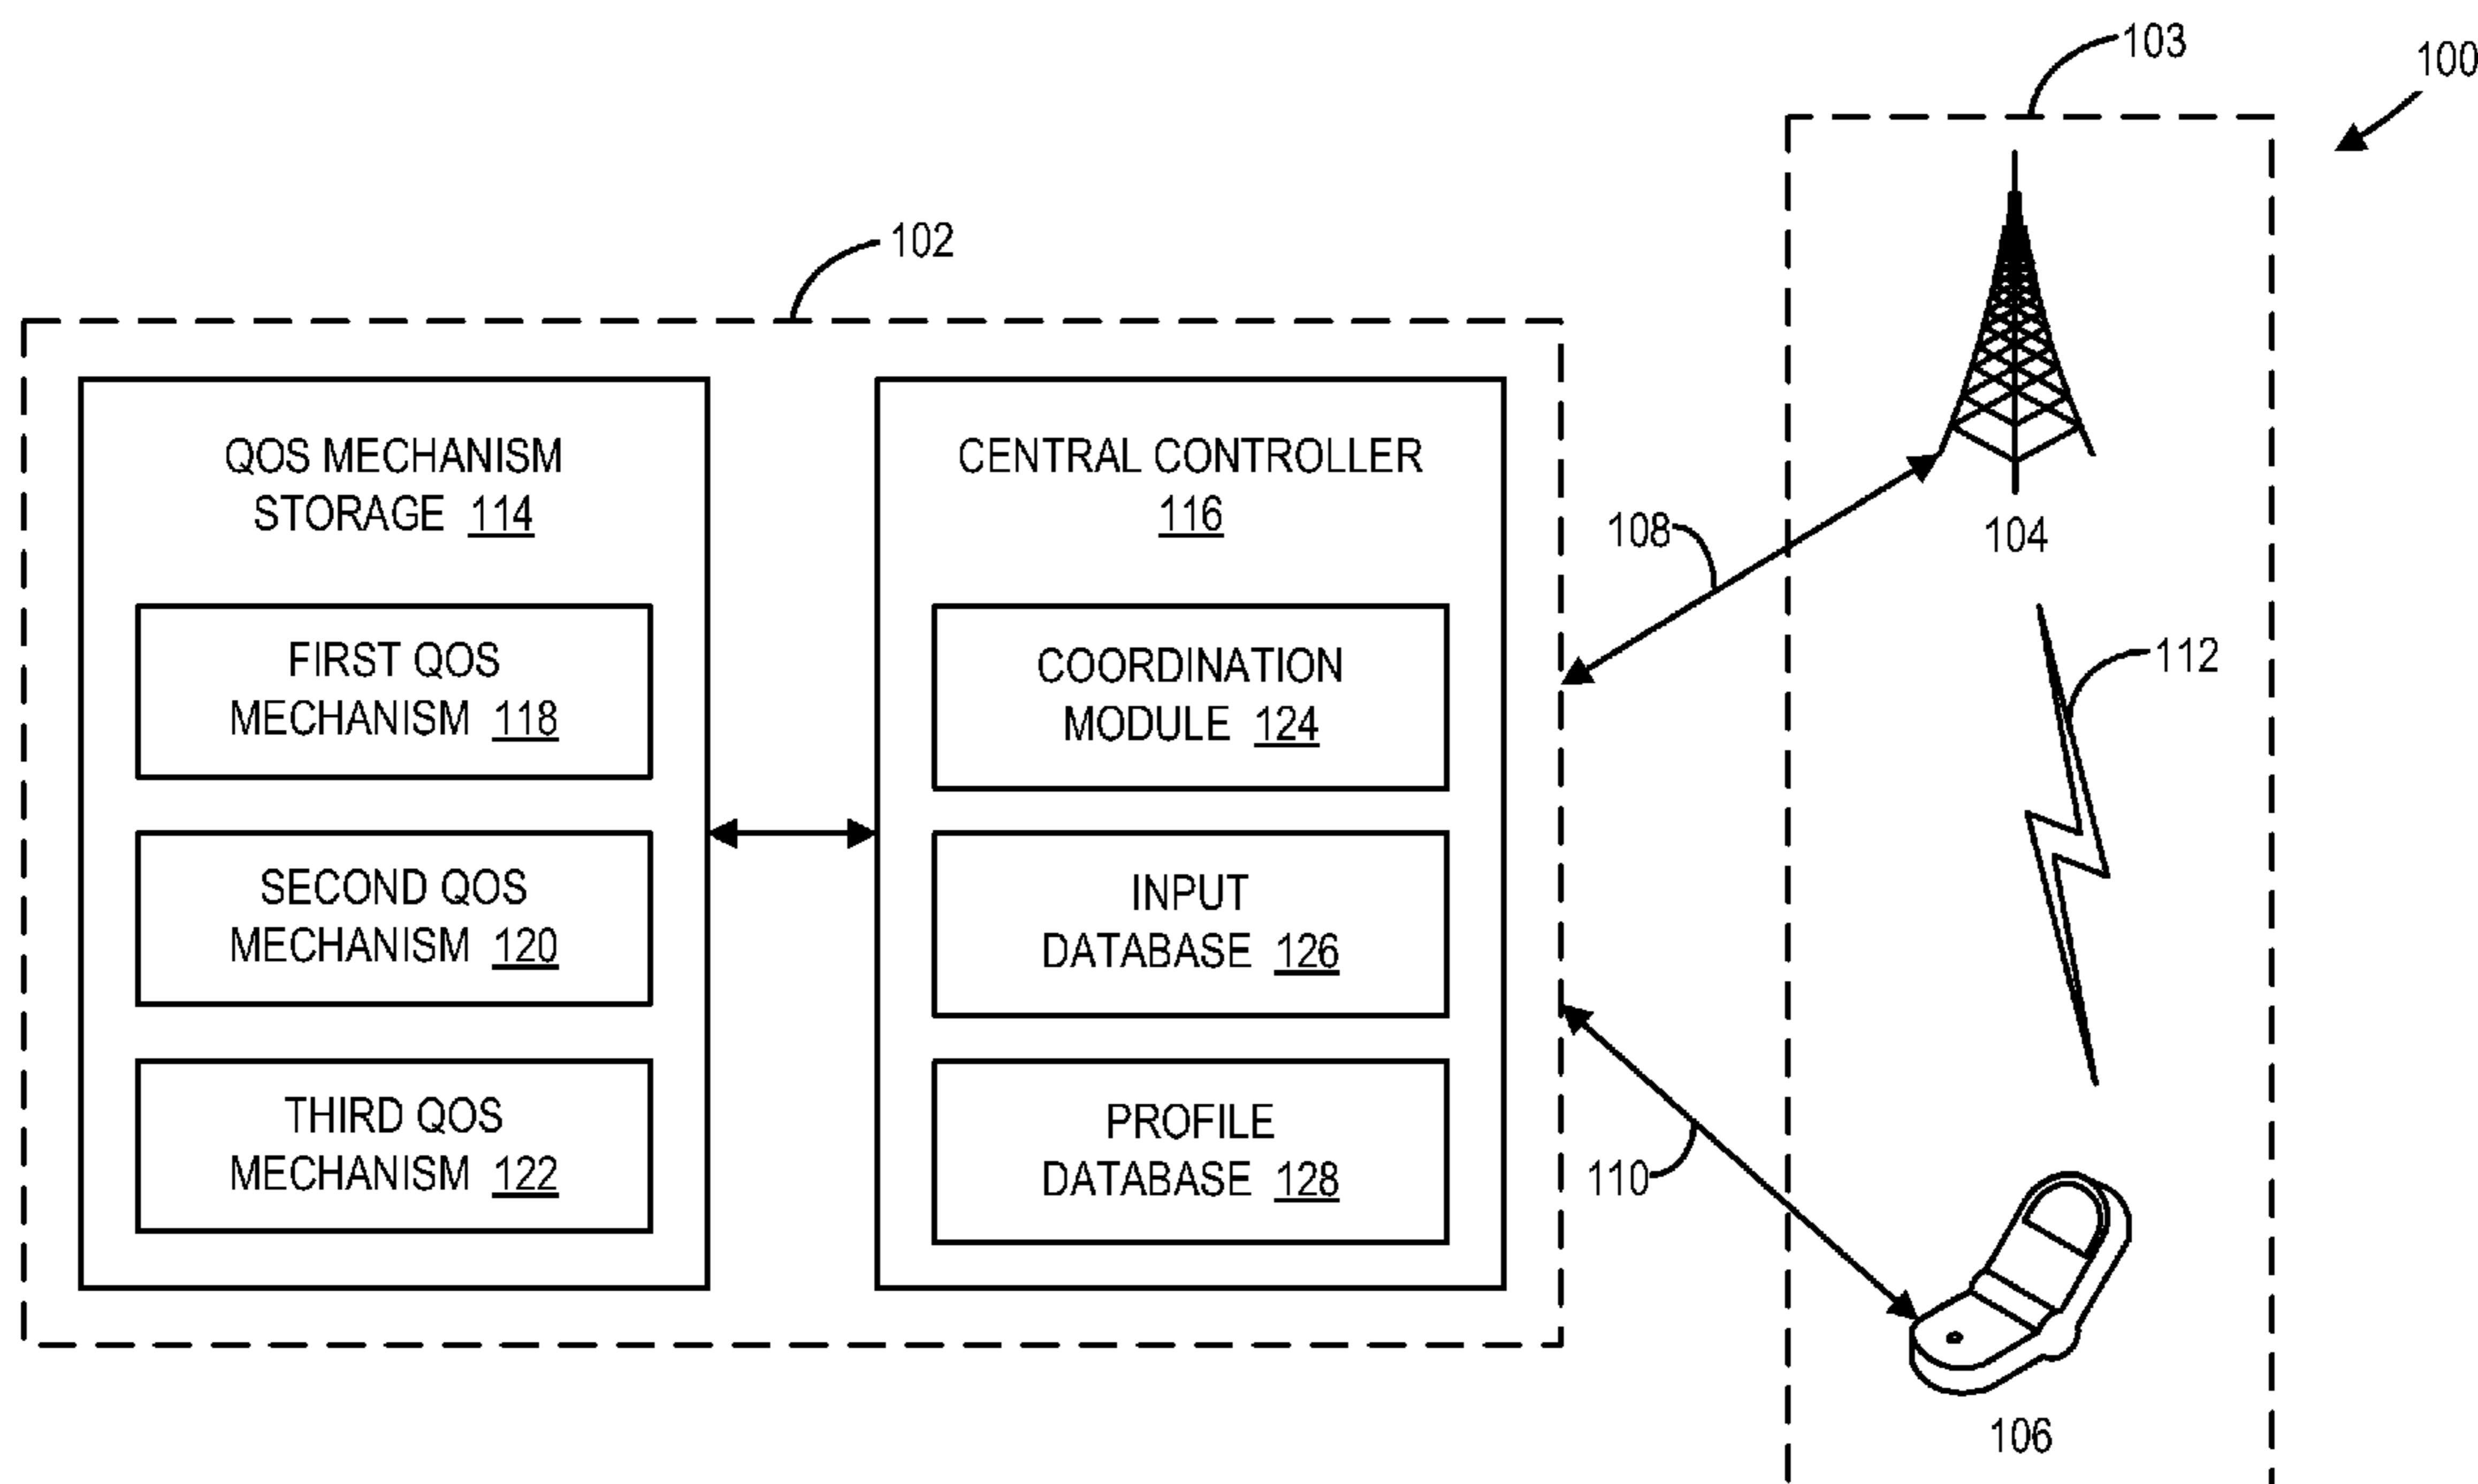 103
100
102
QOS MECHANISM
STORAGE 114
FIRST QOS
MECHANISM 118
SECOND QOS
MECHANISM 120
THIRD QOS
MECHANISM 122
CENTRAL CONTROLLER
116
COORDINATION
MODULE 124
INPUT
DATABASE 126
PROFILE
DATABASE 128
108
110
104
112
106